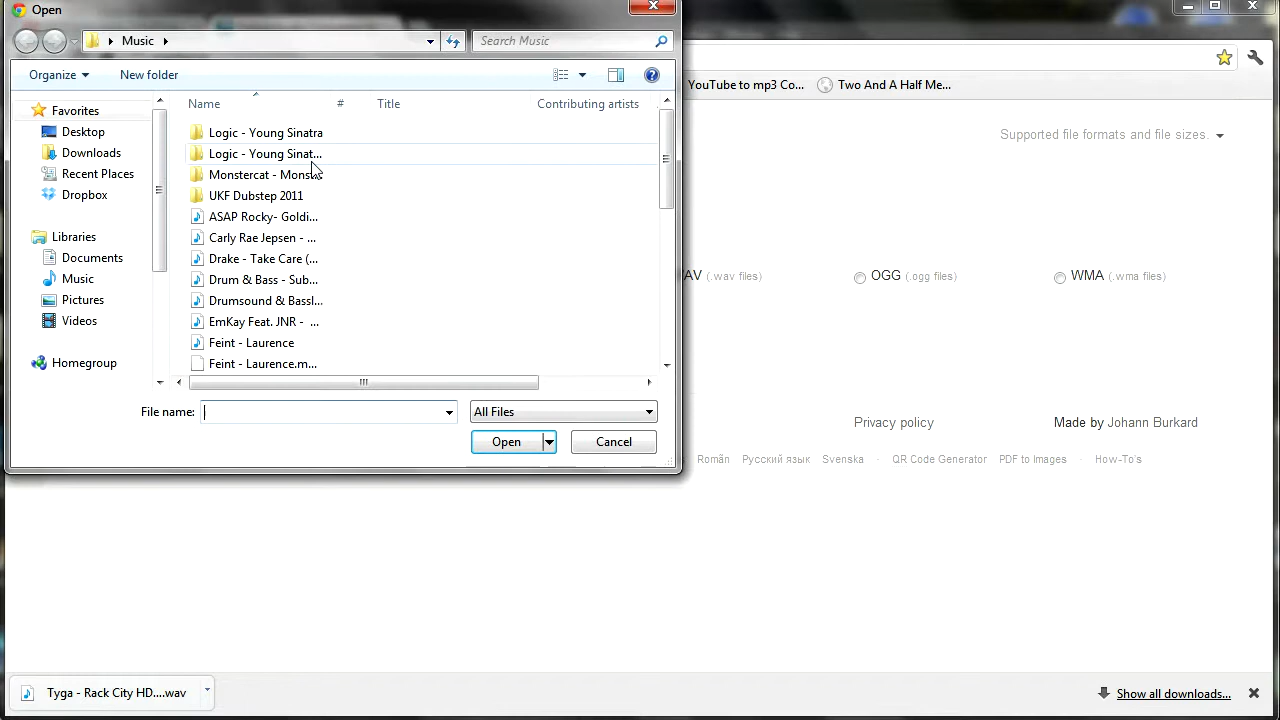 Open
Music
Search Music
YouTube to mp3 Co...
Two And A Half Me...
Organize
New folder
Name
#
Title
Contributing artists
Favorites
Desktop
Downloads
Recent Places
Dropbox
Libraries
Documents
Music
Pictures
Videos
Homegroup
Logic - Young Sinatra
Logic - Young Sinat...
Monstercat -
UKF Dubstep 2011
ASAP Rocky- Goldi...
Carly Rae Jepsen - ...
Drake - Take Care (...
Drum & Bass - Sub...
Drumsound & Bassl...
EmKay Feat. JNR - ...
Feint - Laurence
Feint - Laurence.m...
File name:
All Files
Open
Cancel
Supported file formats and file sizes.
(.wav files)
OGG (.ogg files)
WMA (.wma files)
Privacy policy
Made by Johann Burkard
Român Русский язык Svenska · QR Code Generator PDF to Images · How-To's
Tyga - Rack City HD....wav
Show all downloads...